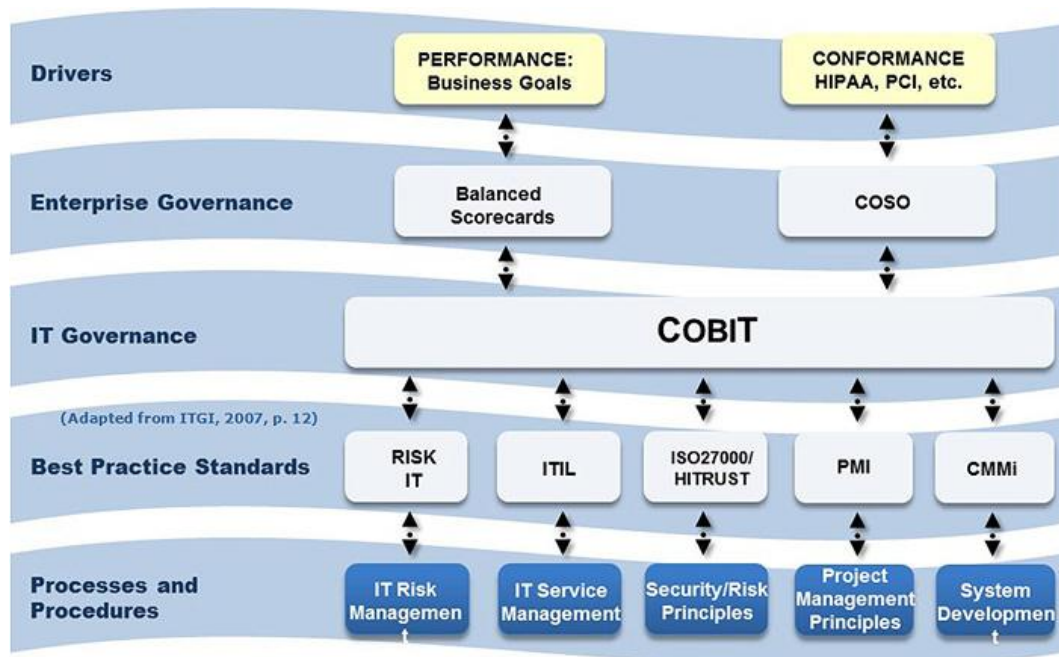 Drivers
PERFORMANCE:
Business Goals
CONFORMANCE
HIPAA, PCI, etc.
Enterprise Governance
Balanced
Scorecards
COSO
IT Governance
COBIT
(Adapted from ITGI, 2007, p. 12)
Best Practice Standards
RISK
IT
ITIL
ISO27000/
HITRUST
PMI
CMMi
Processes and
Procedures
IT Risk
Managemen
t
IT Service
Management
Security/Risk
Principles
Project
Management
Principles
System
Developmen
t